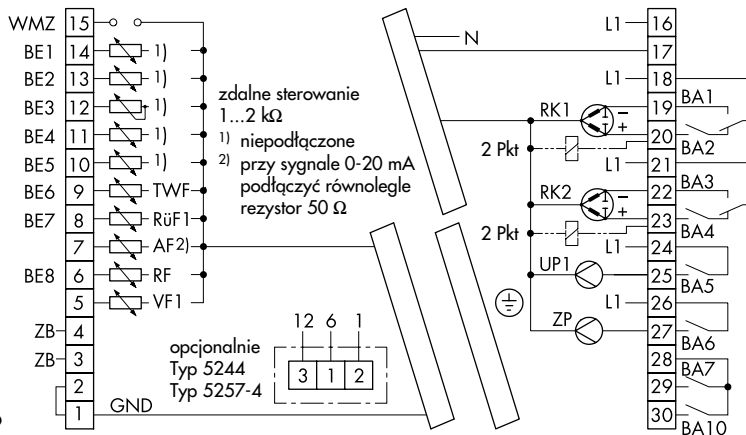 WMZ 15
BE1 14 1)
BE2 13 1)
BE3 12 1)
BE4 11 1)
BE5 10 1)
BE6 9 TWF
BE7 8 RüF1
7 AF2)
BE8 6 RF
5 VF1
ZB 4
ZB 3
2
1 GND
zdalne sterowanie
1...2 kΩ
1) niepodłączone
2) przy sygnale 0-20 mA
podłączyć równolegle
rezystor 50 Ω
opcjonalnie
Typ 5244
Typ 5257-4
12 6 1
3 1 2
L1 16
N 17
L1 18
RK1 − 19 BA1
+ 20
2 Pkt BA2
L1 21
RK2 − 22 BA3
+ 23
2 Pkt BA4
L1 24
UP1 25 BA5
L1 26
ZP 27 BA6
28 BA7
29
30 BA10